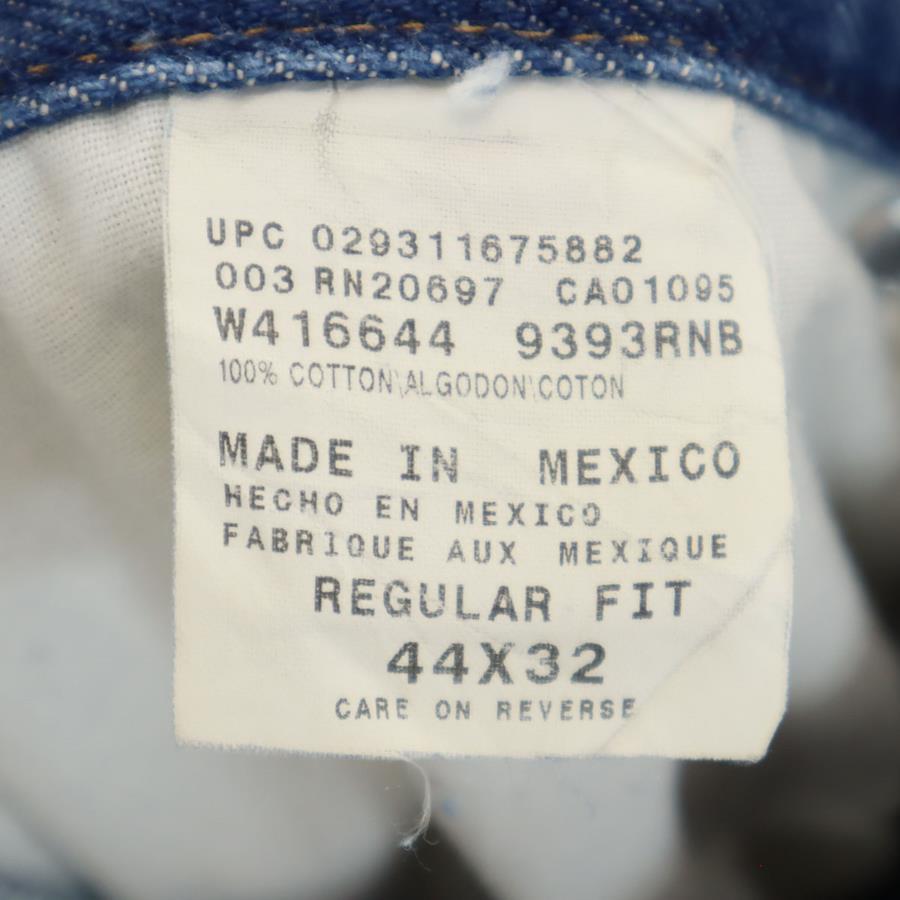 UPC 029311675882
003 RN20697 CA01095
W416644 9393RNB
100% COTTON\ALGODON\COTON
MADE IN MEXICO
HECHO EN MEXICO
FABRIQUE AUX MEXIQUE
REGULAR FIT
44X32
CARE ON REVERSE